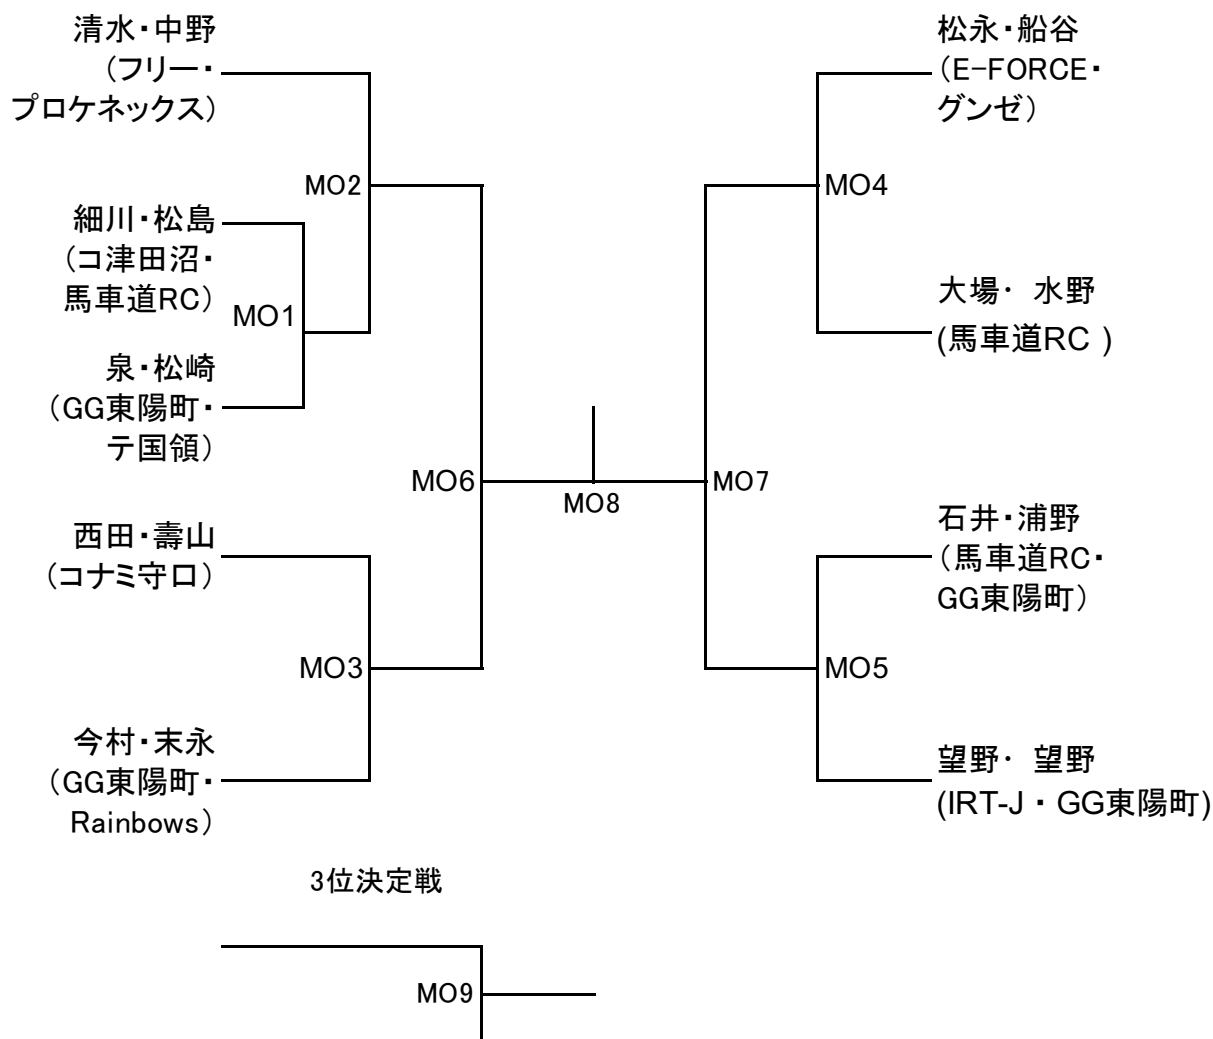 清水・中野
(フリー・
プロケネックス)
MO2
細川・松島
(コ津田沼・
馬車道RC)
MO1
泉・松崎
(GG東陽町・
テ国領)
MO6
西田・壽山
(コナミ守口)
MO3
今村・末永
(GG東陽町・
Rainbows)
MO8
松永・船谷
(E-FORCE・
グンゼ)
MO4
大場・ 水野
(馬車道RC )
MO7
石井・浦野
(馬車道RC・
GG東陽町)
MO5
望野・ 望野
(IRT-J ・ GG東陽町)
3位決定戦
MO9